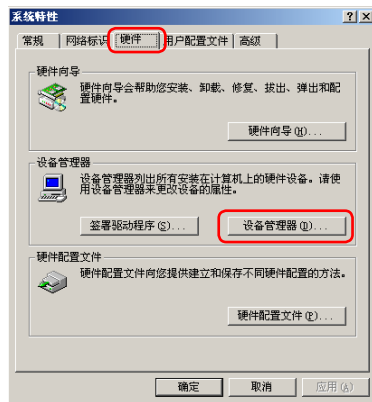 系统特性
常规 网络标识 硬件 用户配置文件 高级
硬件向导
硬件向导会帮助您安装、卸载、修复、拔出、弹出和配
置硬件。
硬件向导(H)...
设备管理器
设备管理器列出所有安装在计算机上的硬件设备。请使
用设备管理器来更改设备的属性。
签署驱动程序(S)... 设备管理器(D)...
硬件配置文件
硬件配置文件向您提供建立和保存不同硬件配置的方法。
硬件配置文件(P)...
确定 取消 应用(A)